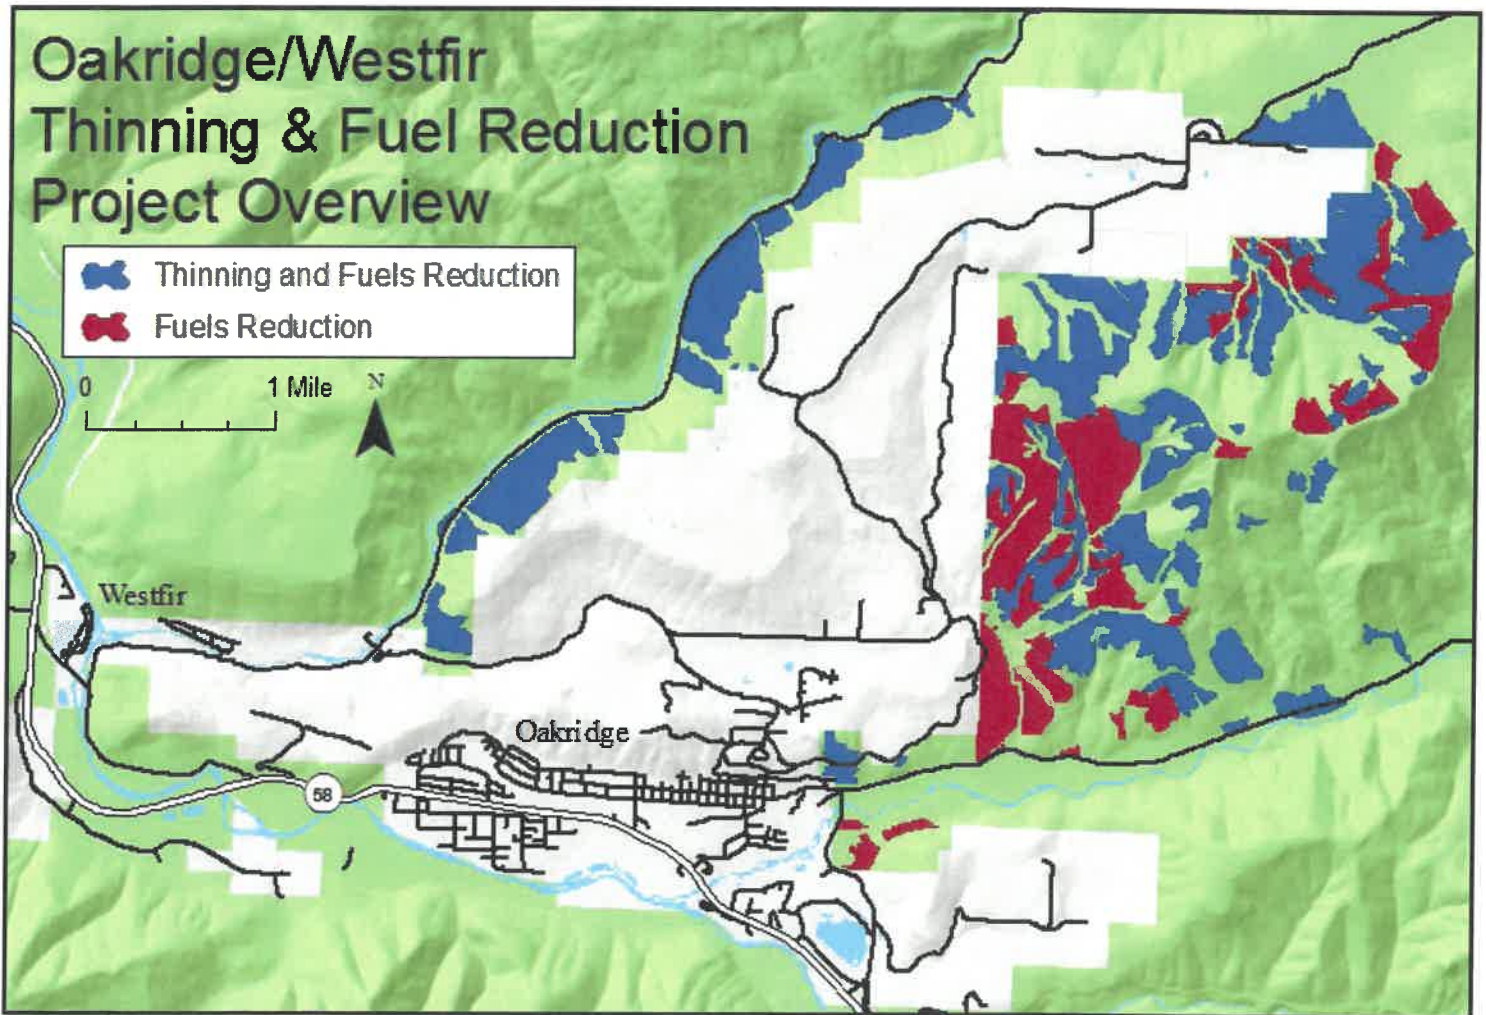 Oakridge/Westfir
Thinning & Fuel Reduction
Project Overview
Thinning and Fuels Reduction
Fuels Reduction
0 1 Mile
N
Westfir
Oakridge
58